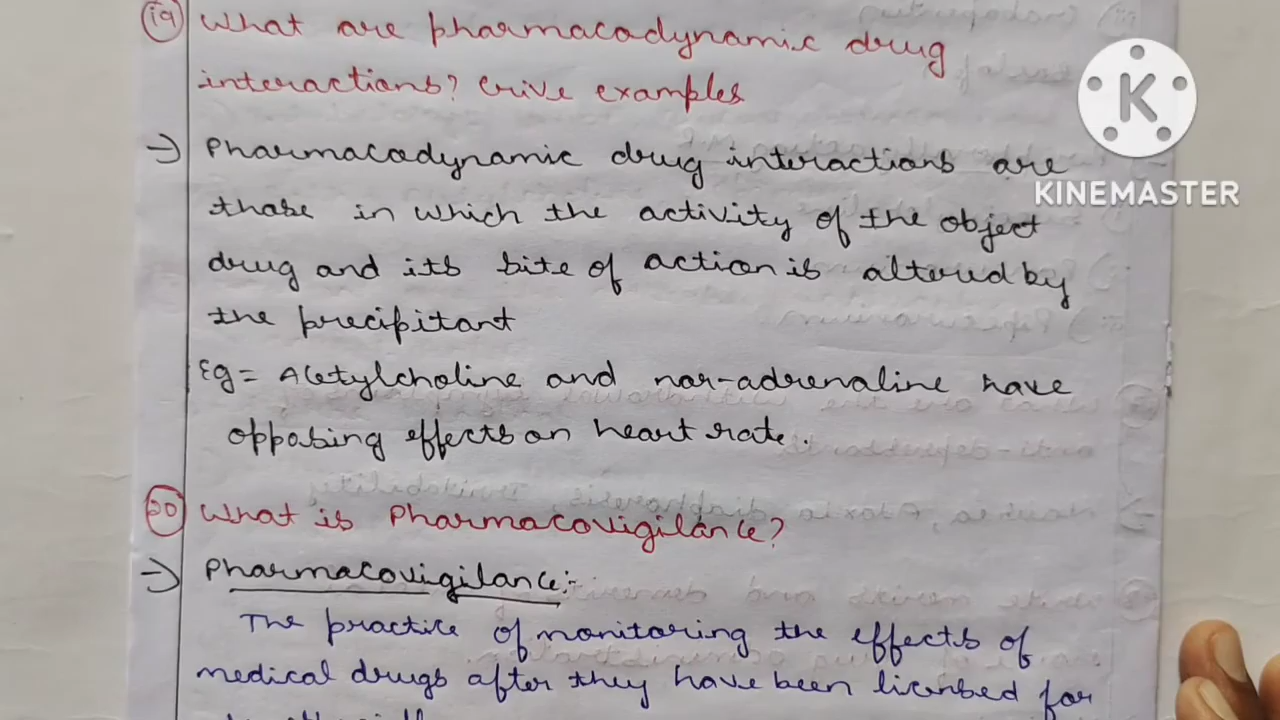 19 What are pharmacodynamic drug
interactions? Give examples
→ Pharmacodynamic drug interactions are
those in which the activity of the object
drug and its site of action is altered by
the precipitant
Eg= Acetylcholine and nor-adrenaline have
opposing effects on heart rate.
20 What is Pharmacovigilance?
→ Pharmacovigilance:-
The practice of monitoring the effects of
medical drugs after they have been licensed for
K
KINEMASTER